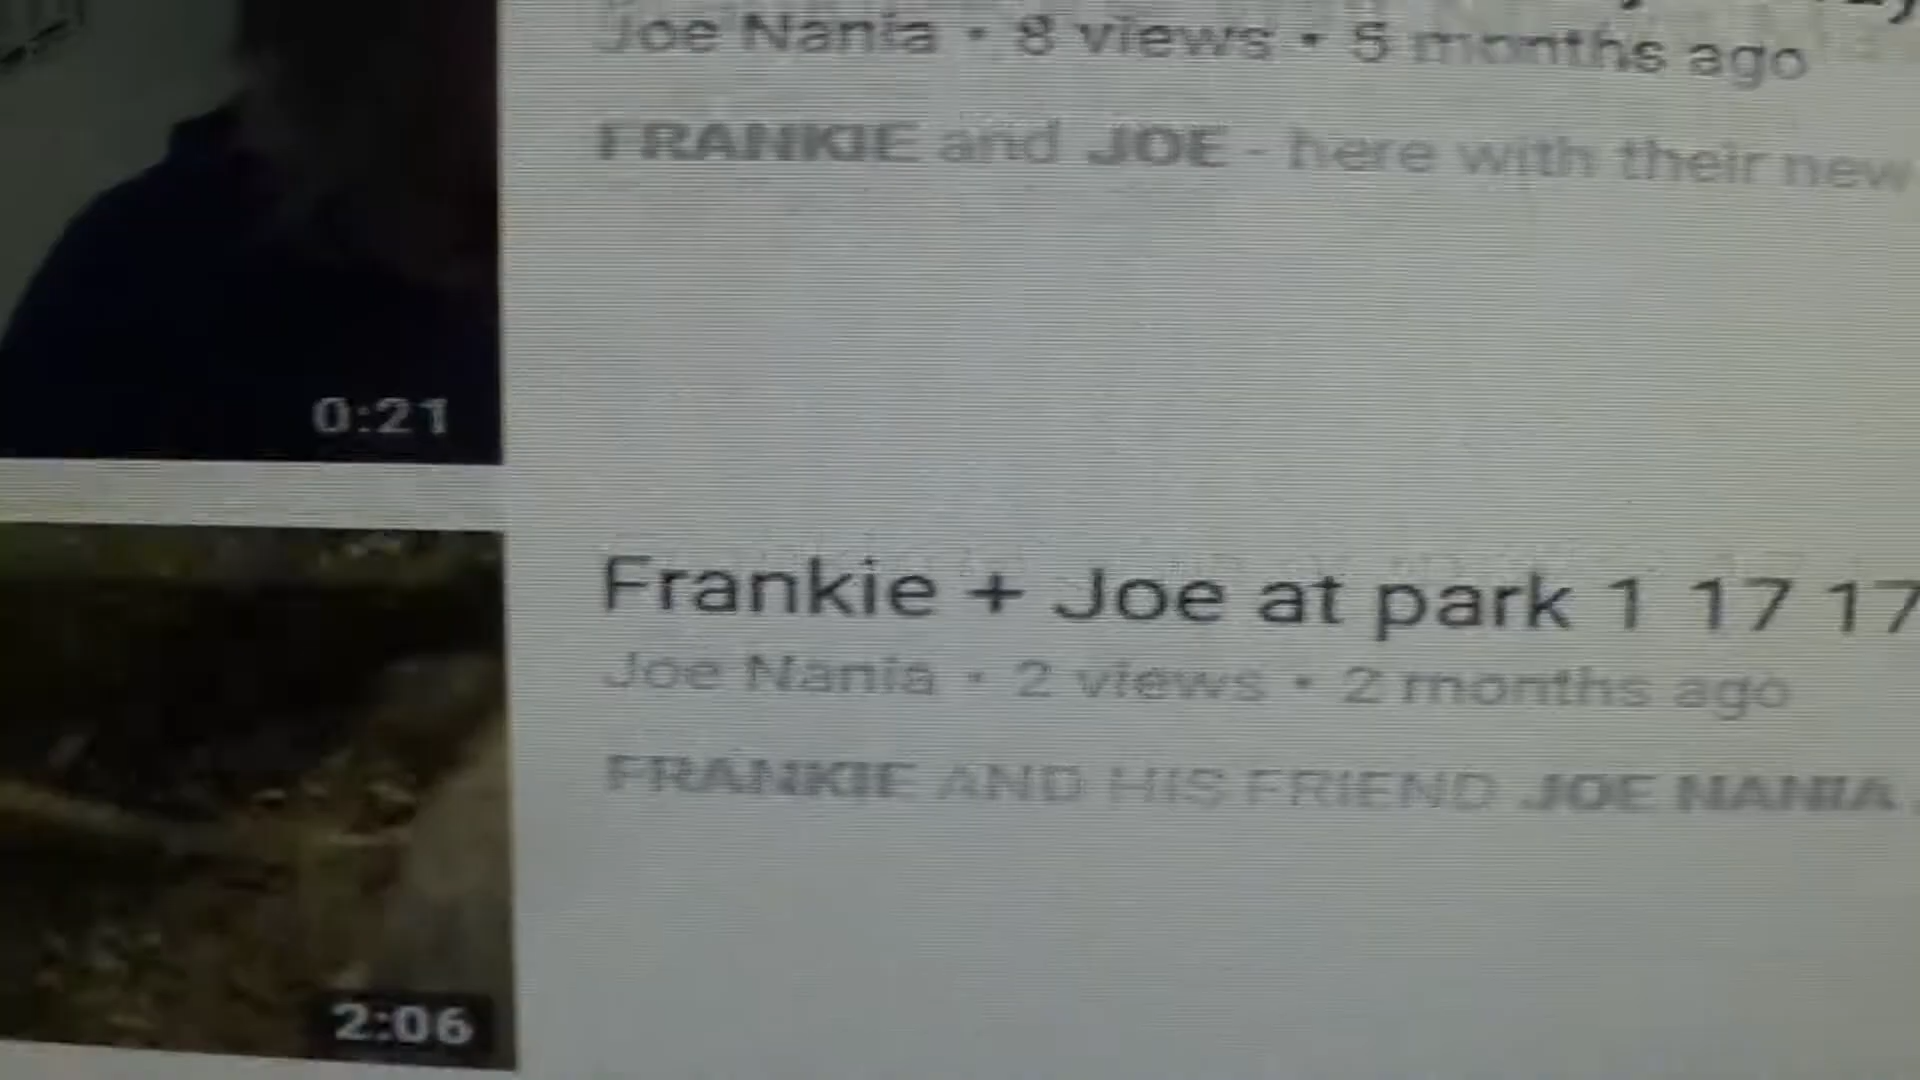 Joe Nania • 8 views • 5 months ago
FRANKIE and JOE - here with their new
0:21
Frankie + Joe at park 1 17 17
Joe Nania • 2 views • 2 months ago
FRANKIE AND HIS FRIEND JOE NANIA
2:06